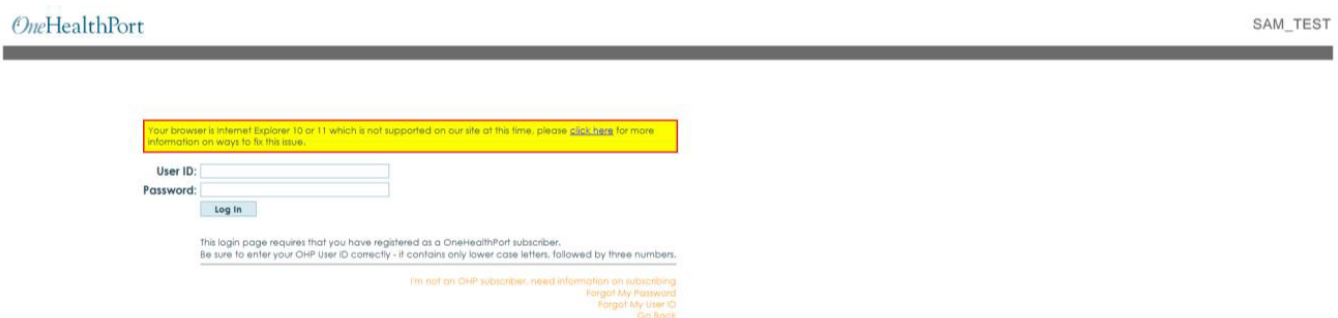 OneHealthPort
SAM_TEST
Your browser is Internet Explorer 10 or 11 which is not supported on our site at this time, please click here for more
information on ways to fix this issue.
User ID:
Password:
Log In
This login page requires that you have registered as a OneHealthPort subscriber.
Be sure to enter your OHP User ID correctly - it contains only lower case letters, followed by three numbers.
I'm not an OHP subscriber, need information on subscribing
Forgot My Password
Forgot My User ID
Go Back